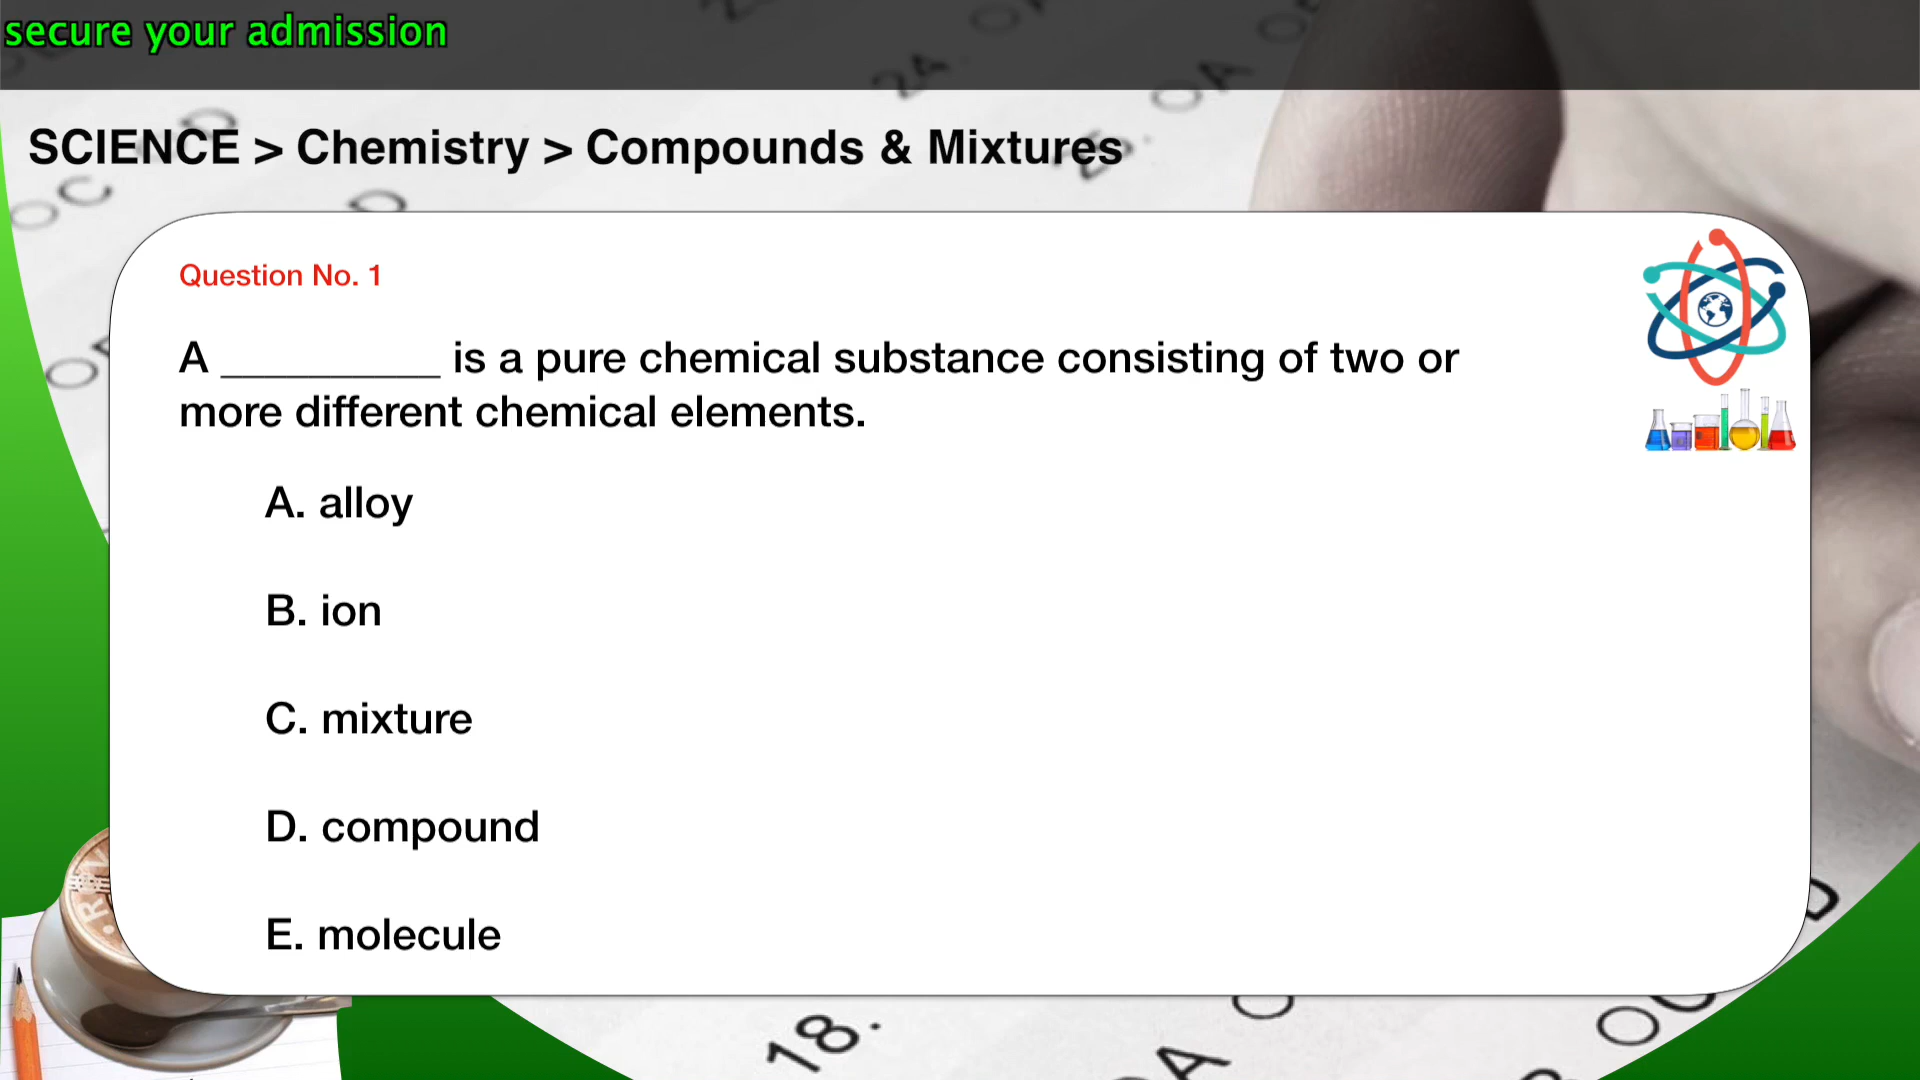 secure your admission
SCIENCE > Chemistry > Compounds & Mixtures
Question No. 1
A __________ is a pure chemical substance consisting of two or
more different chemical elements.
A. alloy
B. ion
C. mixture
D. compound
E. molecule
18.
A